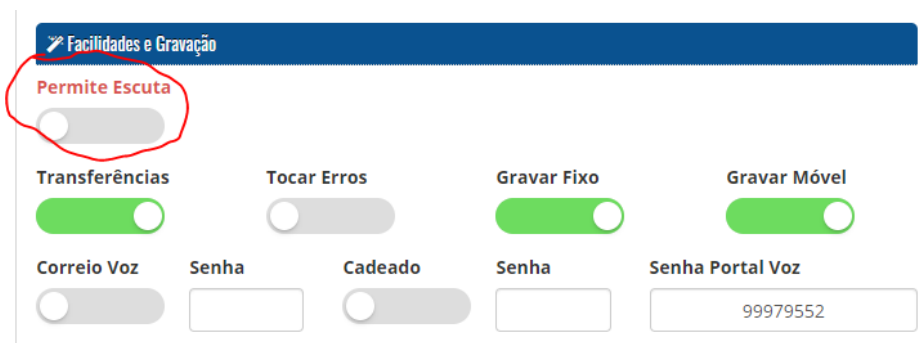 Facilidades e Gravação
Permite Escuta
Transferências Tocar Erros Gravar Fixo Gravar Móvel
Correio Voz Senha Cadeado Senha Senha Portal Voz
99979552